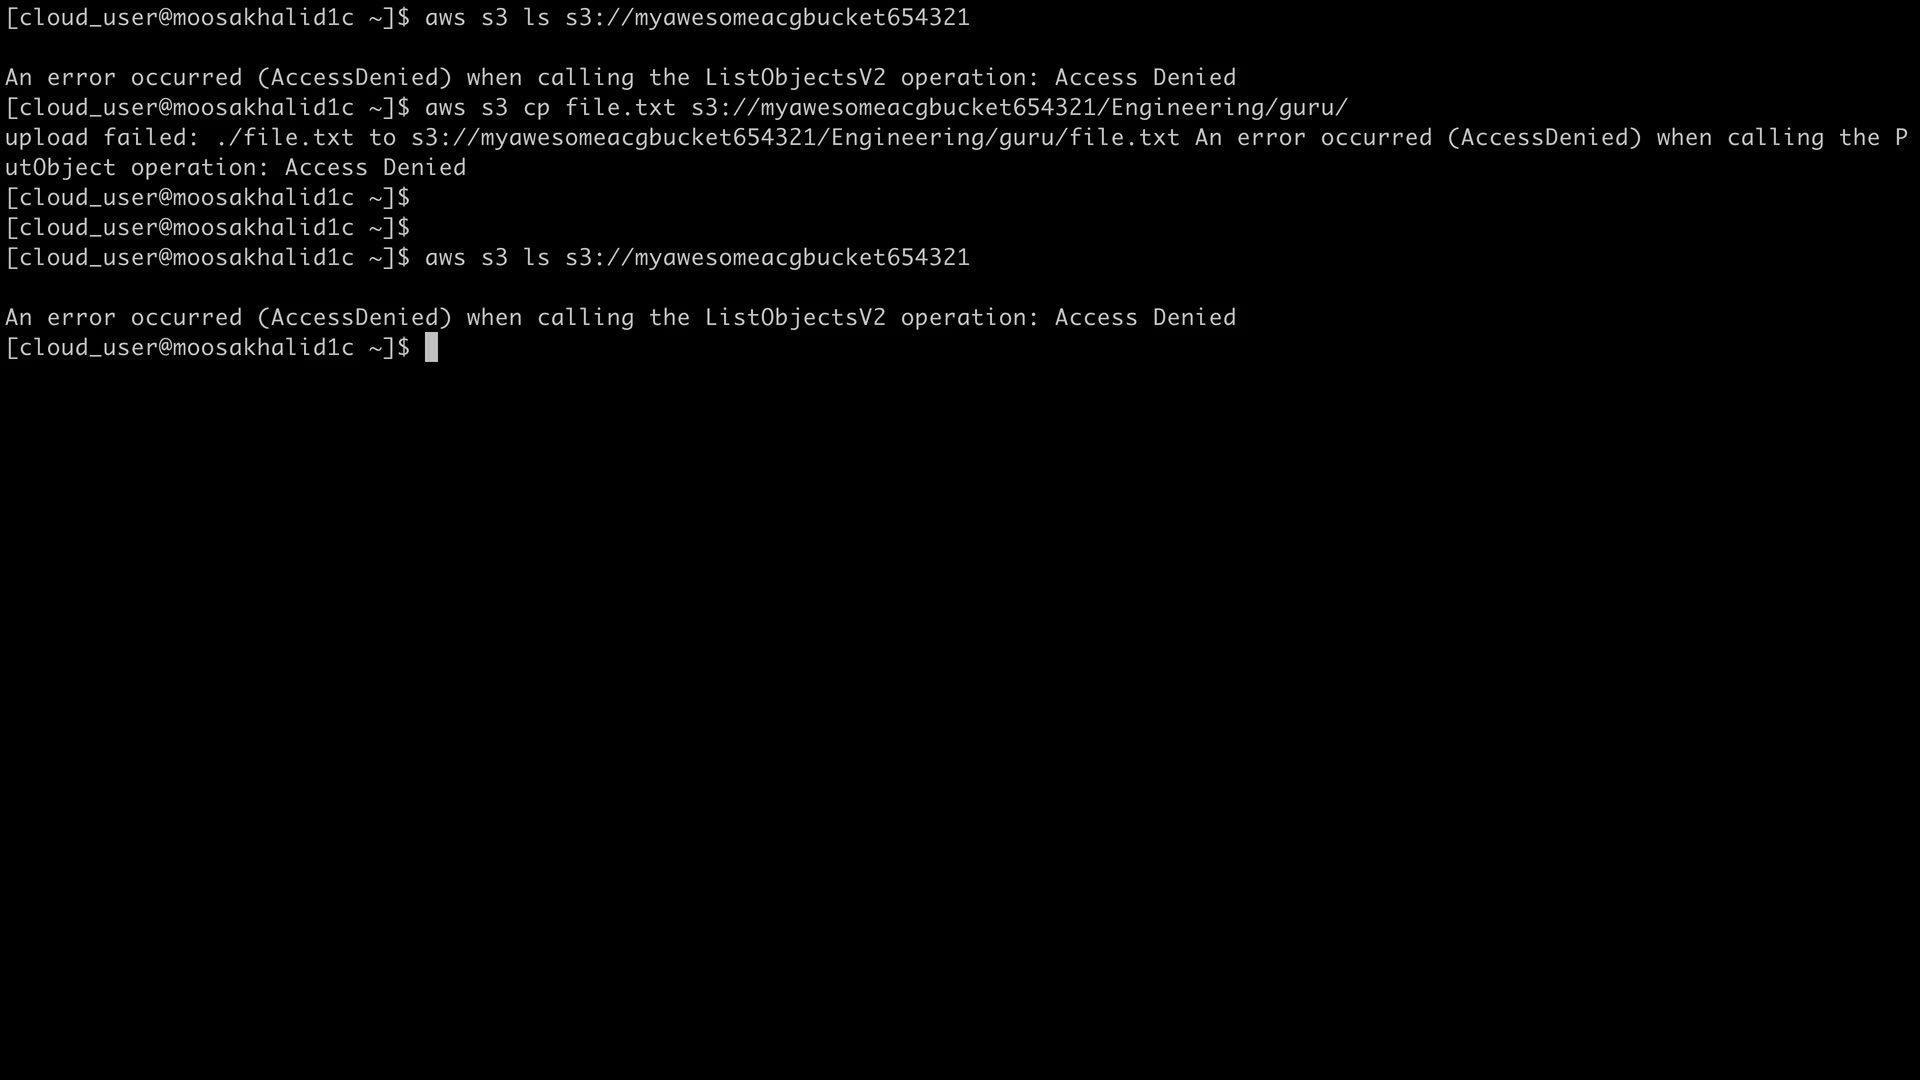 [cloud_user@moosakhalid1c ~]$ aws s3 ls s3://myawesomeacgbucket654321
An error occurred (AccessDenied) when calling the ListObjectsV2 operation: Access Denied
[cloud_user@moosakhalid1c ~]$ aws s3 cp file.txt s3://myawesomeacgbucket654321/Engineering/guru/
upload failed: ./file.txt to s3://myawesomeacgbucket654321/Engineering/guru/file.txt An error occurred (AccessDenied) when calling the P
utObject operation: Access Denied
[cloud_user@moosakhalid1c ~]$
[cloud_user@moosakhalid1c ~]$
[cloud_user@moosakhalid1c ~]$ aws s3 ls s3://myawesomeacgbucket654321
An error occurred (AccessDenied) when calling the ListObjectsV2 operation: Access Denied
[cloud_user@moosakhalid1c ~]$